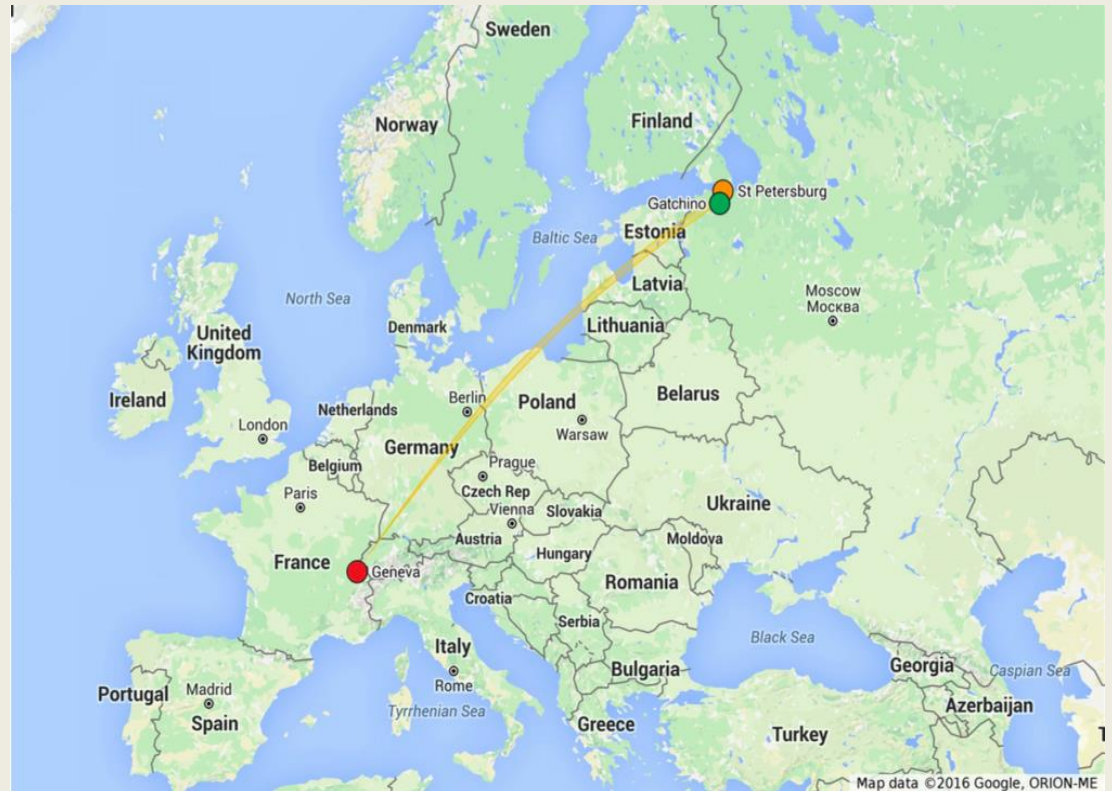 Sweden
Norway
Finland
St Petersburg
Gatchino
Estonia
Baltic Sea
Latvia
Moscow
Москва
North Sea
Denmark
Lithuania
United
Kingdom
Ireland
Belarus
Netherlands
Berlin
Poland
London
Warsaw
Germany
Belgium
Prague
Paris
Czech Rep
Ukraine
Vienna
Slovakia
Austria
Moldova
Hungary
France
Geneva
Romania
Croatia
Serbia
Black Sea
Italy
Bulgaria
Georgia
Caspian Sea
Rome
Portugal
Madrid
Spain
Azerbaijan
Tyrrhenian Sea
Greece
Turkey
T
Map data ©2016 Google, ORION-ME